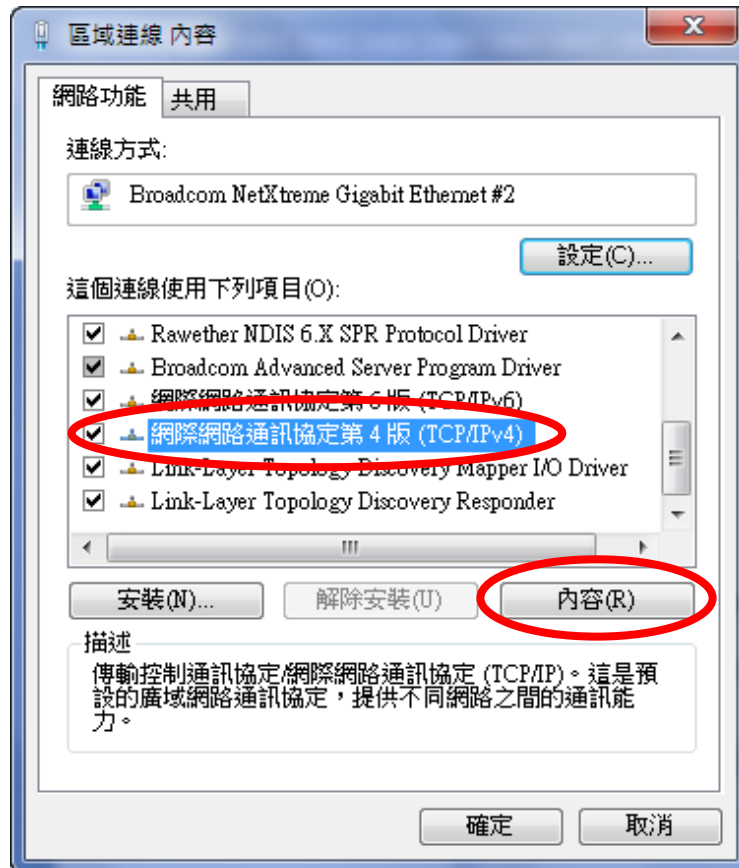 區域連線 內容
網路功能
共用
連線方式:
Broadcom NetXtreme Gigabit Ethernet #2
設定(C)...
這個連線使用下列項目(O):
Rawether NDIS 6.X SPR Protocol Driver
Broadcom Advanced Server Program Driver
網際網路通訊協定第 6 版 (TCP/IPv6)
網際網路通訊協定第 4 版 (TCP/IPv4)
Link-Layer Topology Discovery Mapper I/O Driver
Link-Layer Topology Discovery Responder
安裝(N)...
解除安裝(U)
內容(R)
描述
傳輸控制通訊協定/網際網路通訊協定 (TCP/IP)。這是預
設的廣域網路通訊協定，提供不同網路之間的通訊能
力。
確定
取消